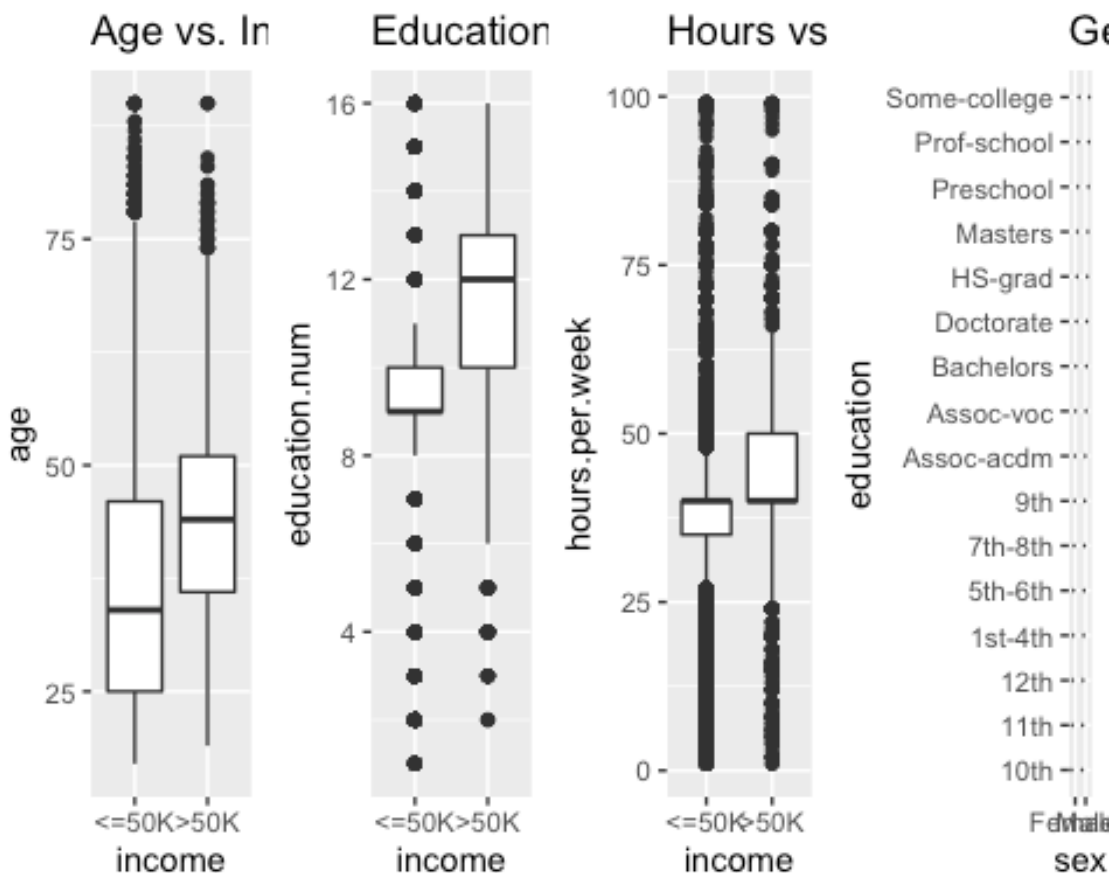 Age vs. In
Education
Hours vs
Ge
age
75
50
25
<=50K
>50K
income
education.num
16
12
8
4
<=50K
>50K
income
hours.per.week
100
75
50
25
0
<=50K
>50K
income
education
Some-college
Prof-school
Preschool
Masters
HS-grad
Doctorate
Bachelors
Assoc-voc
Assoc-acdm
9th
7th-8th
5th-6th
1st-4th
12th
11th
10th
sex